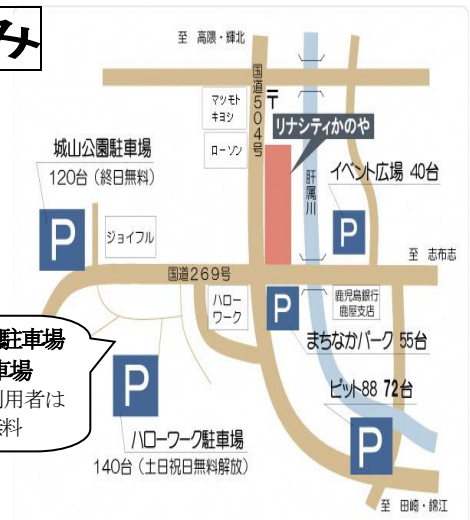 み
至 高隈・輝北
国道504号
マツモト
キヨシ
〒
ローソン
リナシティかのや
城山公園駐車場
120台(終日無料)
肝属川
イベント広場 40台
P
P
ジョイフル
至 志布志
国道269号
ハロー
ワーク
P
鹿児島銀行
鹿屋支店
まちなかパーク 55台
駐車場
車場
利用者は
無料
P
ピット88 72台
P
ハローワーク駐車場
140台(土日祝日無料解放)
至 田崎・錦江